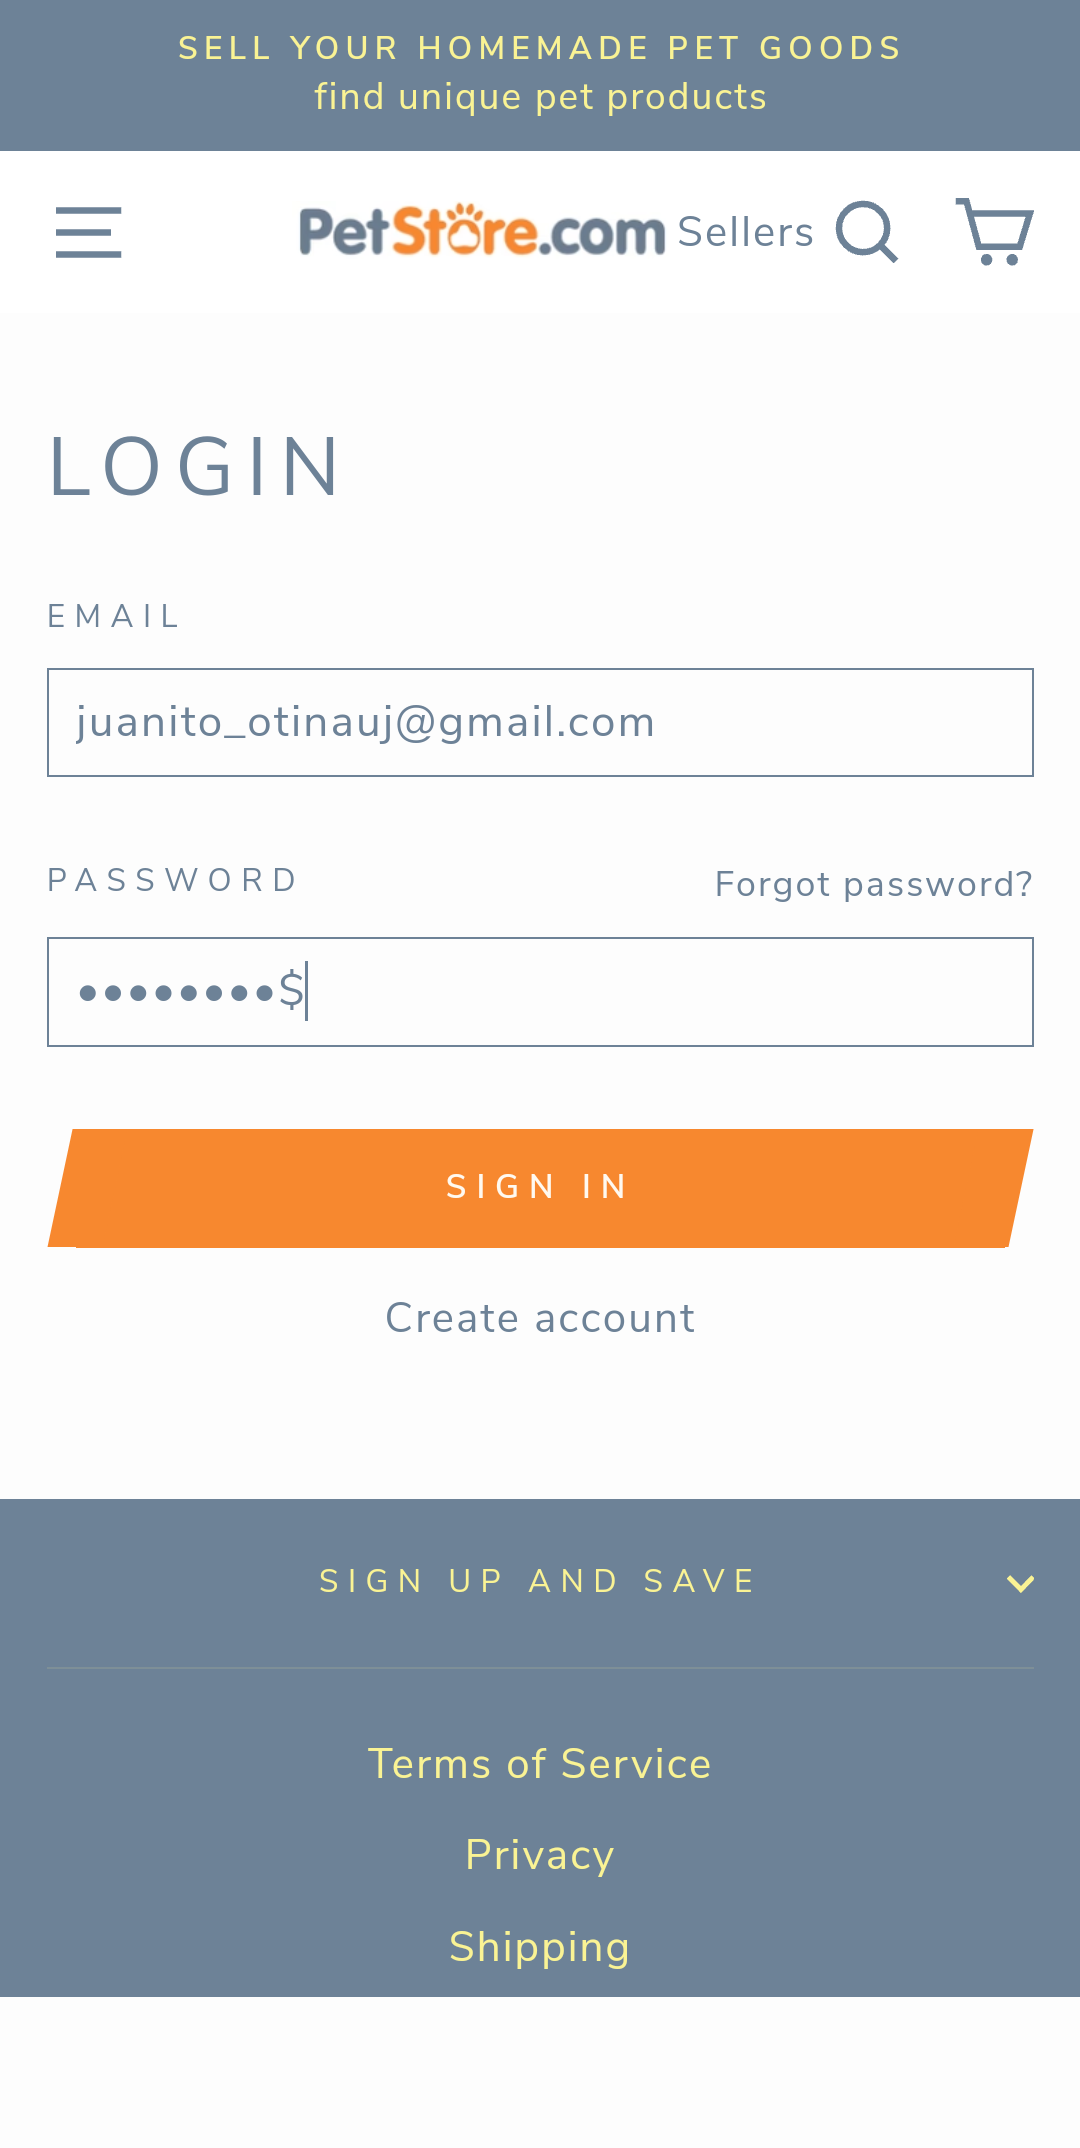 SELL YOUR HOMEMADE PET GOODS
find unique pet products
PetStore.com Sellers
LOGIN
EMAIL
juanito_otinauj@gmail.com
PASSWORD Forgot password?
••••••••$
SIGN IN
Create account
SIGN UP AND SAVE
Terms of Service
Privacy
Shipping